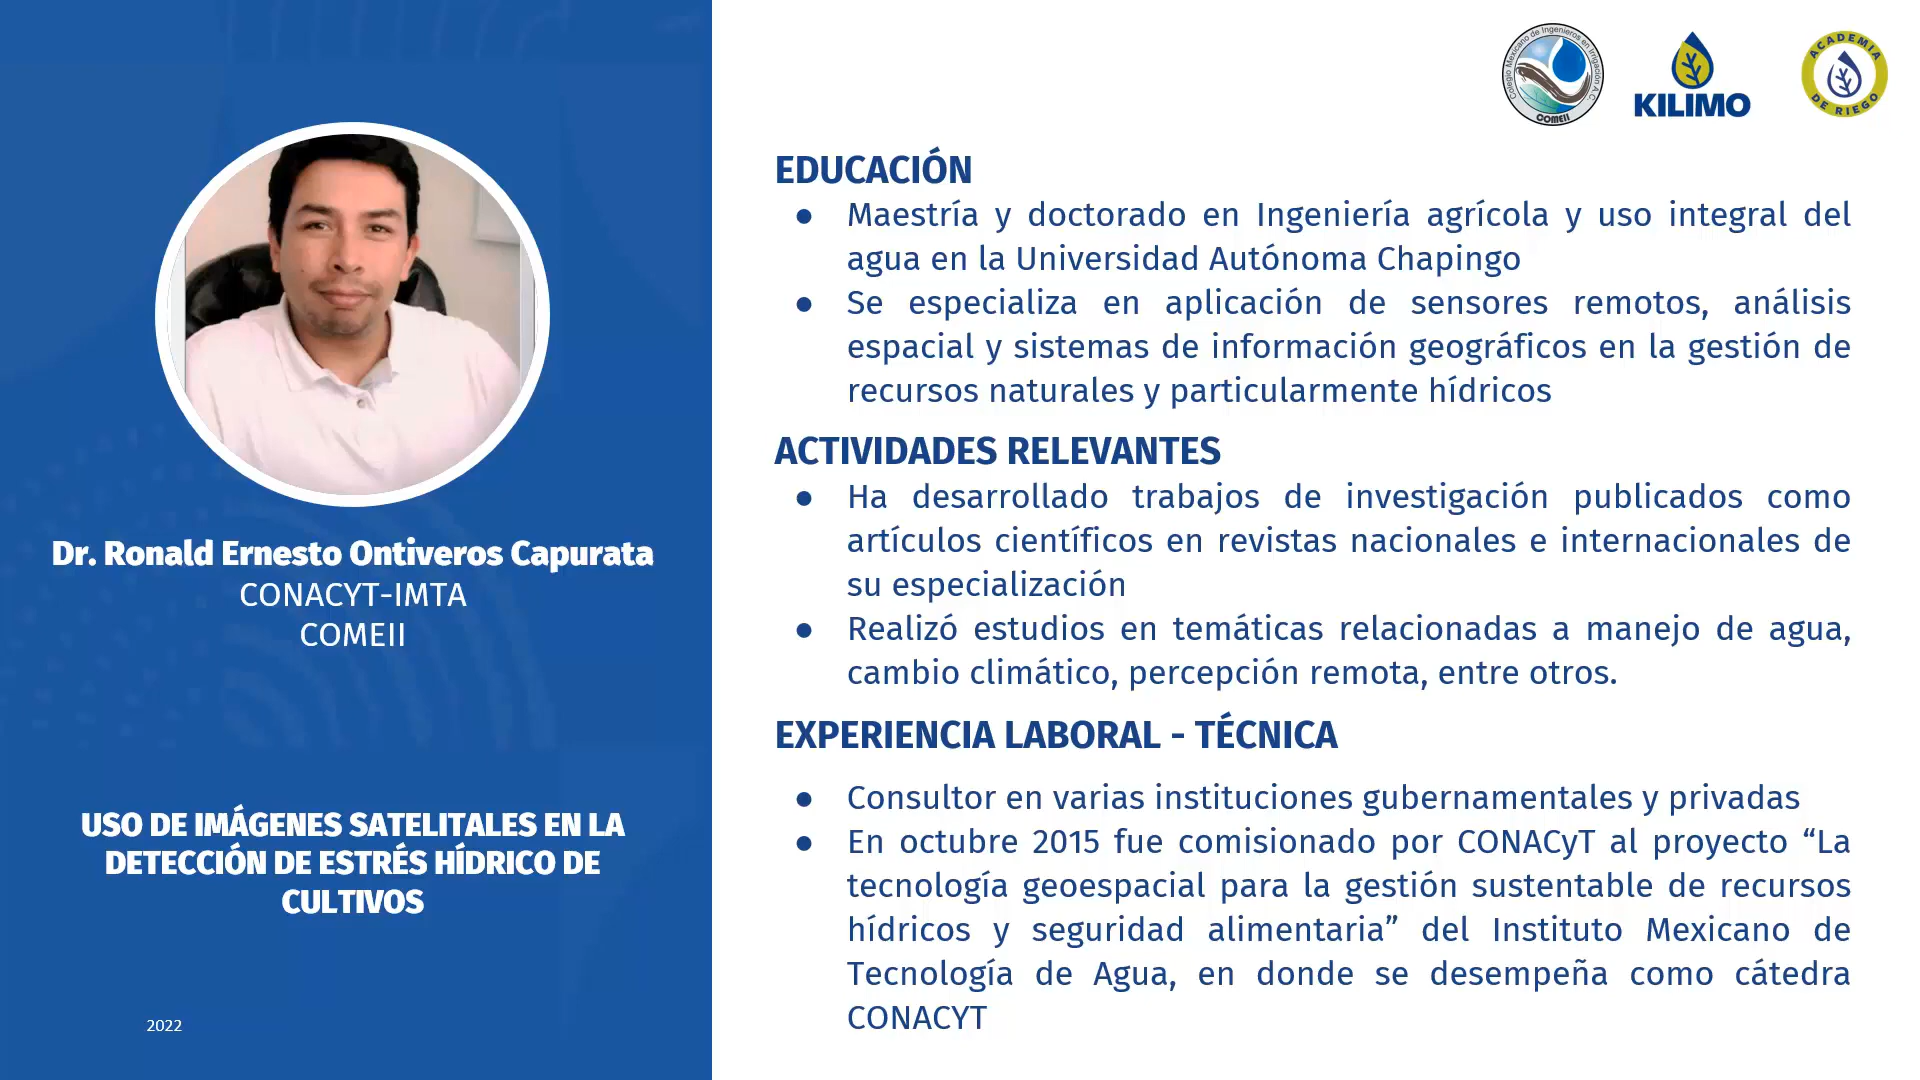 Colegio Mexicano de Ingenieros en Irrigación A.C.
COMEII
KILIMO
ACADEMIA
DE RIEGO
Dr. Ronald Ernesto Ontiveros Capurata
CONACYT-IMTA
COMEII
USO DE IMÁGENES SATELITALES EN LA
DETECCIÓN DE ESTRÉS HÍDRICO DE
CULTIVOS
2022
EDUCACIÓN
● Maestría y doctorado en Ingeniería agrícola y uso integral del
agua en la Universidad Autónoma Chapingo
● Se especializa en aplicación de sensores remotos, análisis
espacial y sistemas de información geográficos en la gestión de
recursos naturales y particularmente hídricos
ACTIVIDADES RELEVANTES
● Ha desarrollado trabajos de investigación publicados como
artículos científicos en revistas nacionales e internacionales de
su especialización
● Realizó estudios en temáticas relacionadas a manejo de agua,
cambio climático, percepción remota, entre otros.
EXPERIENCIA LABORAL - TÉCNICA
● Consultor en varias instituciones gubernamentales y privadas
● En octubre 2015 fue comisionado por CONACyT al proyecto “La
tecnología geoespacial para la gestión sustentable de recursos
hídricos y seguridad alimentaria” del Instituto Mexicano de
Tecnología de Agua, en donde se desempeña como cátedra
CONACYT